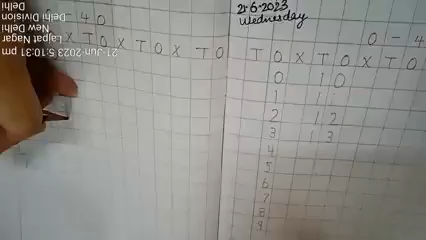 21-6-2023
Wednesday
0 - 4
T O X T O X T O
0 1 0
1 1
2 1 2
3 1 3
4
5
6
7
8
9
- 40
X T O X T O X T O
21-Jun-2023 5:10:31 pm
Lajpat Nagar
New Delhi
Delhi Division
Delhi